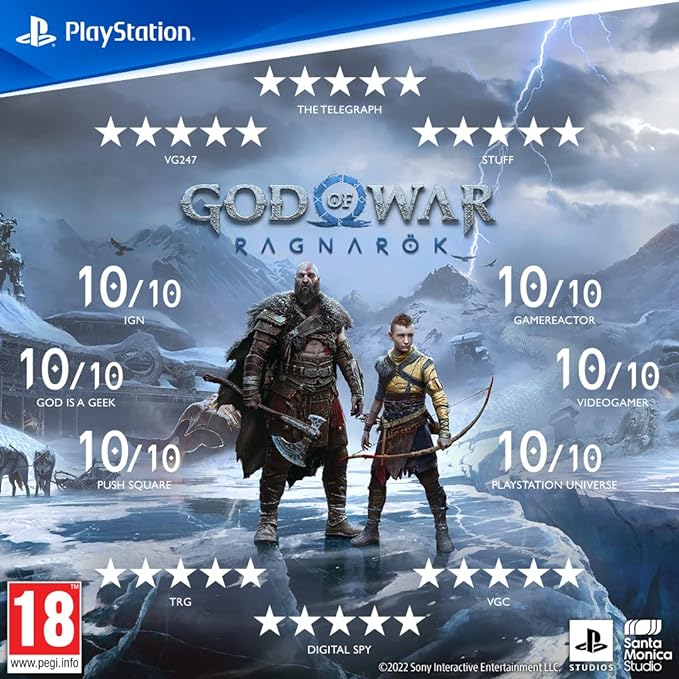 PlayStation
THE TELEGRAPH
VG247
STUFF
GOD OF WAR
RAGNARÖK
10/10
IGN
10/10
GAMEREACTOR
10/10
GOD IS A GEEK
10/10
VIDEOGAMER
10/10
PUSH SQUARE
10/10
PLAYSTATION UNIVERSE
TRG
VGC
DIGITAL SPY
18
TM
www.pegi.info
©2022 Sony Interactive Entertainment LLC.
STUDIOS
Santa
Monica
Studio